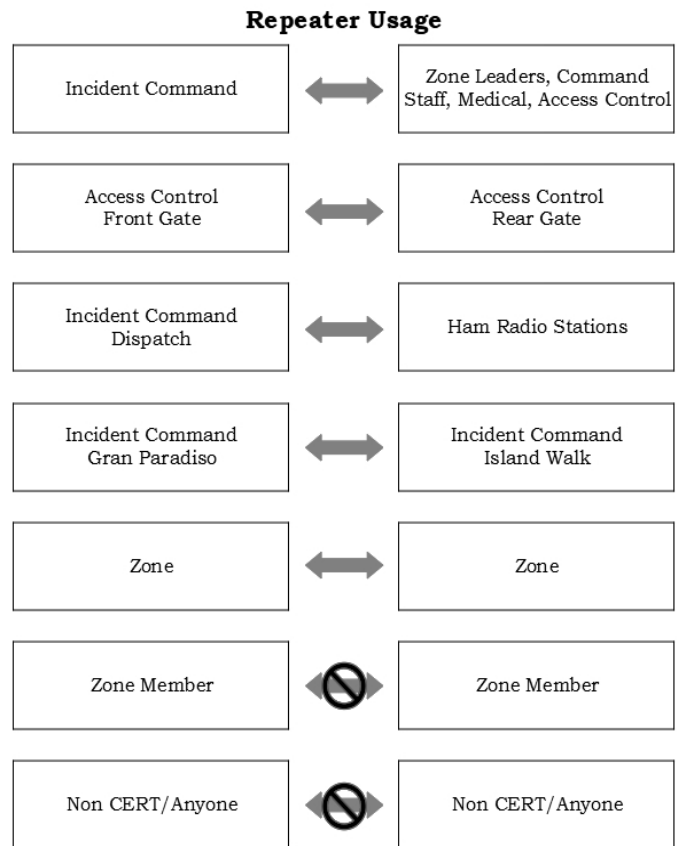 Repeater Usage
Incident Command
Zone Leaders, Command
Staff, Medical, Access Control
Access Control
Front Gate
Access Control
Rear Gate
Incident Command
Dispatch
Ham Radio Stations
Incident Command
Gran Paradiso
Incident Command
Island Walk
Zone
Zone
Zone Member
Zone Member
Non CERT/Anyone
Non CERT/Anyone